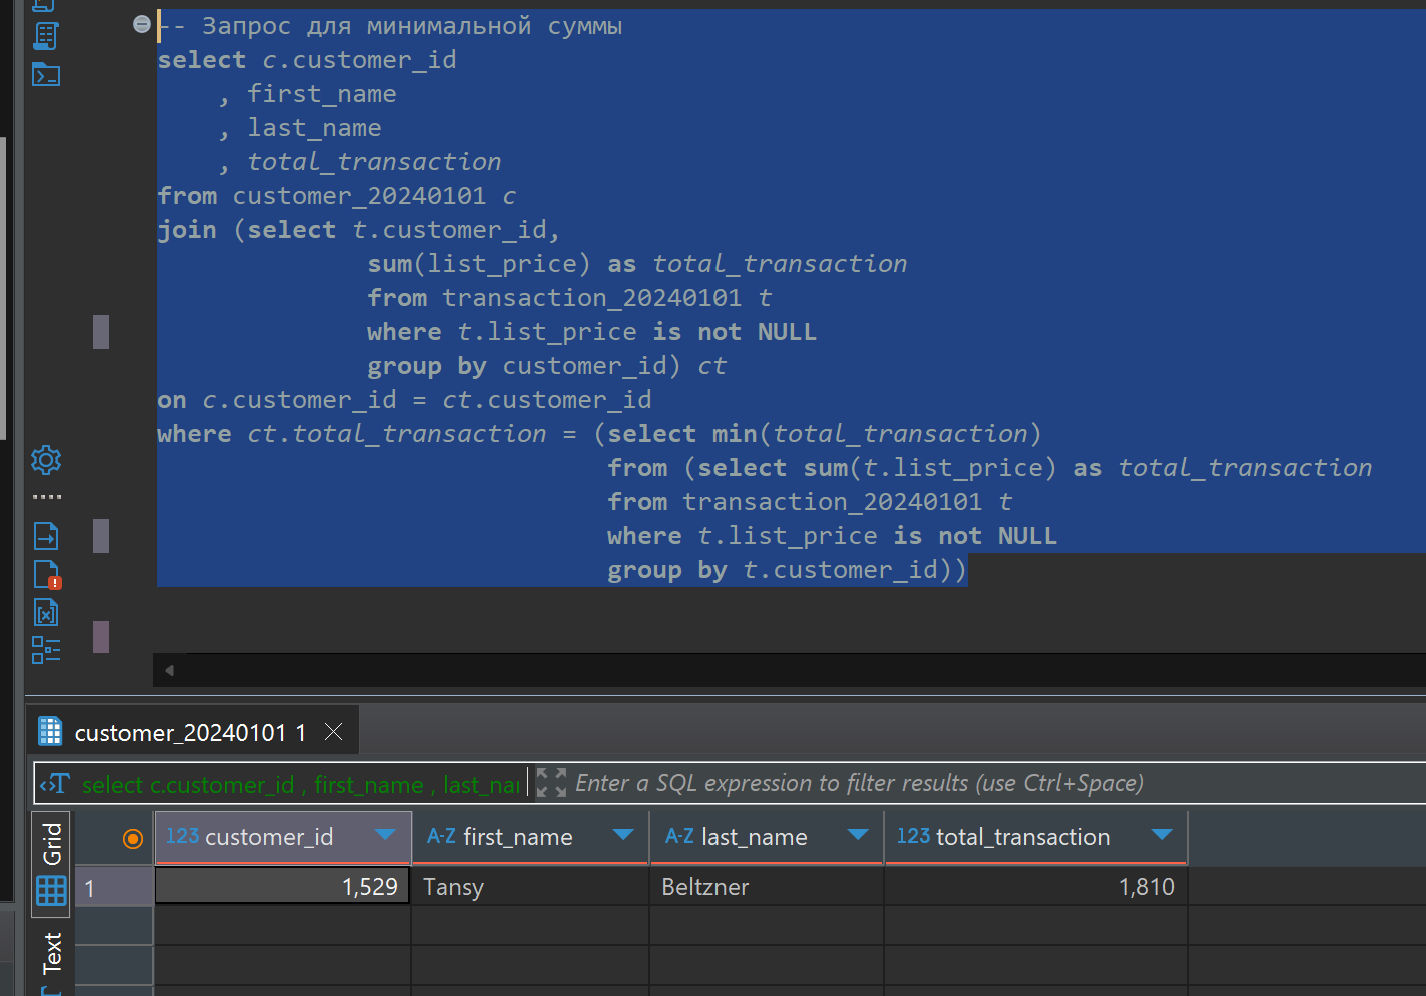 -- Запрос для минимальной суммы
select c.customer_id
, first_name
, last_name
, total_transaction
from customer_20240101 c
join (select t.customer_id,
sum(list_price) as total_transaction
from transaction_20240101 t
where t.list_price is not NULL
group by customer_id) ct
on c.customer_id = ct.customer_id
where ct.total_transaction = (select min(total_transaction)
from (select sum(t.list_price) as total_transaction
from transaction_20240101 t
where t.list_price is not NULL
group by t.customer_id))
customer_20240101 1
select c.customer_id , first_name , last_nar Enter a SQL expression to filter results (use Ctrl+Space)
Grid
123 customer_id A-Z first_name A-Z last_name 123 total_transaction
1 1,529 Tansy Beltzner 1,810
Text